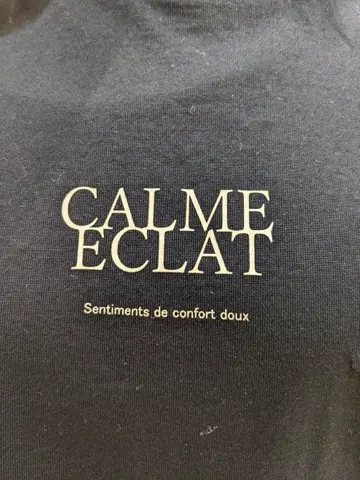 CALME
ECLAT
Sentiments de confort doux